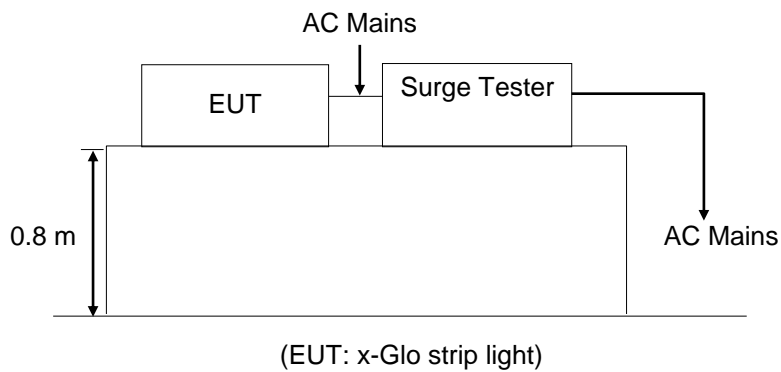 AC Mains
EUT
Surge Tester
0.8 m
AC Mains
(EUT: x-Glo strip light)